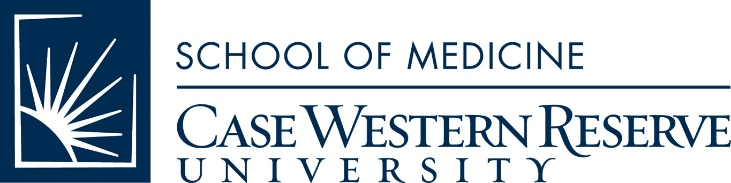 SCHOOL OF MEDICINE
CASE WESTERN RESERVE
UNIVERSITY